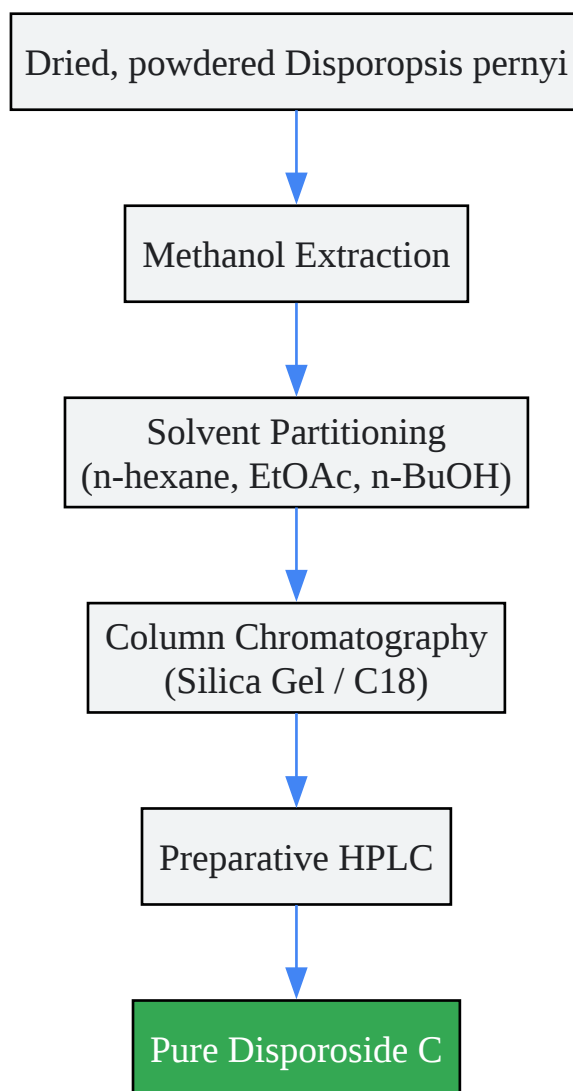 Dried, powdered Disporopsis pernyi
Methanol Extraction
Solvent Partitioning
(n-hexane, EtOAc, n-BuOH)
Column Chromatography
(Silica Gel / C18)
Preparative HPLC
Pure Disporoside C